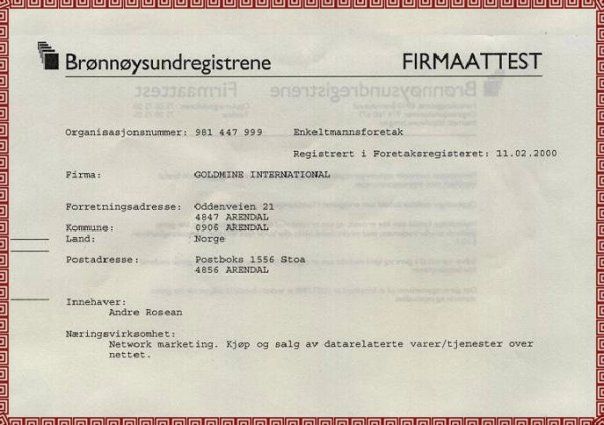 Brønnøysundregistrene FIRMAATTEST
Brønnøysundregistrene Firmaattest
Organisasjonsnummer: 981 447 999 Enkeltmannsforetak
Registrert i Foretaksregisteret: 11.02.2000
Firma: GOLDMINE INTERNATIONAL
Forretningsadresse: Oddenveien 21
4847 ARENDAL
Kommune: 0906 ARENDAL
Land: Norge
Postadresse: Postboks 1556 Stoa
4856 ARENDAL
Innehaver:
Andre Rosean
Næringsvirksomhet:
Network marketing. Kjøp og salg av datarelaterte varer/tjenester over
nettet.